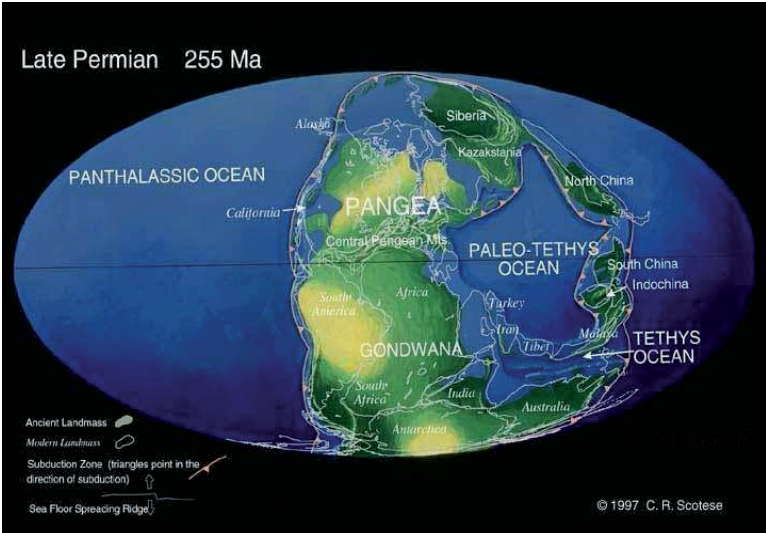 Late Permian 255 Ma
Alaska
Siberia
Kazakstania
PANTHALASSIC OCEAN
North China
California
PANGEA
Central Pangean Mts.
PALEO-TETHYS
OCEAN
South China
Indochina
South
America
Africa
Turkey
Iran
Tibet
Malaya
TETHYS
OCEAN
GONDWANA
South
Africa
India
Australia
Antarctica
Ancient Landmass
Modern Landmass
Subduction Zone (triangles point in the
direction of subduction)
Sea Floor Spreading Ridge
© 1997 C. R. Scotese